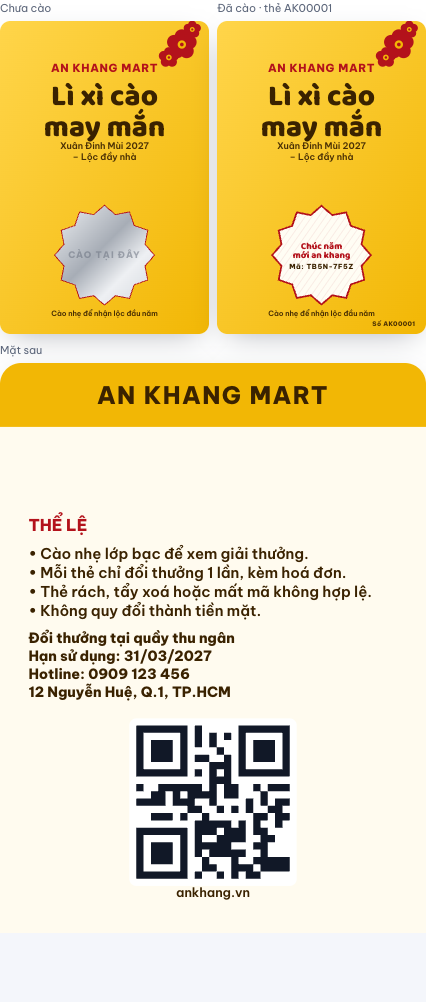 Chưa cào
AN KHANG MART
Lì xì cào
may mắn
Xuân Đinh Mùi 2027
– Lộc đầy nhà
CÀO TẠI ĐÂY
Cào nhẹ để nhận lộc đầu năm
Đã cào · thẻ AK00001
AN KHANG MART
Lì xì cào
may mắn
Xuân Đinh Mùi 2027
– Lộc đầy nhà
Chúc năm
mới an khang
Mã: TB6N-7F6Z
Cào nhẹ để nhận lộc đầu năm
Số AK00001
Mặt sau
AN KHANG MART
THỂ LỆ
• Cào nhẹ lớp bạc để xem giải thưởng.
• Mỗi thẻ chỉ đổi thưởng 1 lần, kèm hoá đơn.
• Thẻ rách, tẩy xoá hoặc mất mã không hợp lệ.
• Không quy đổi thành tiền mặt.
Đổi thưởng tại quầy thu ngân
Hạn sử dụng: 31/03/2027
Hotline: 0909 123 456
12 Nguyễn Huệ, Q.1, TP.HCM
ankhang.vn